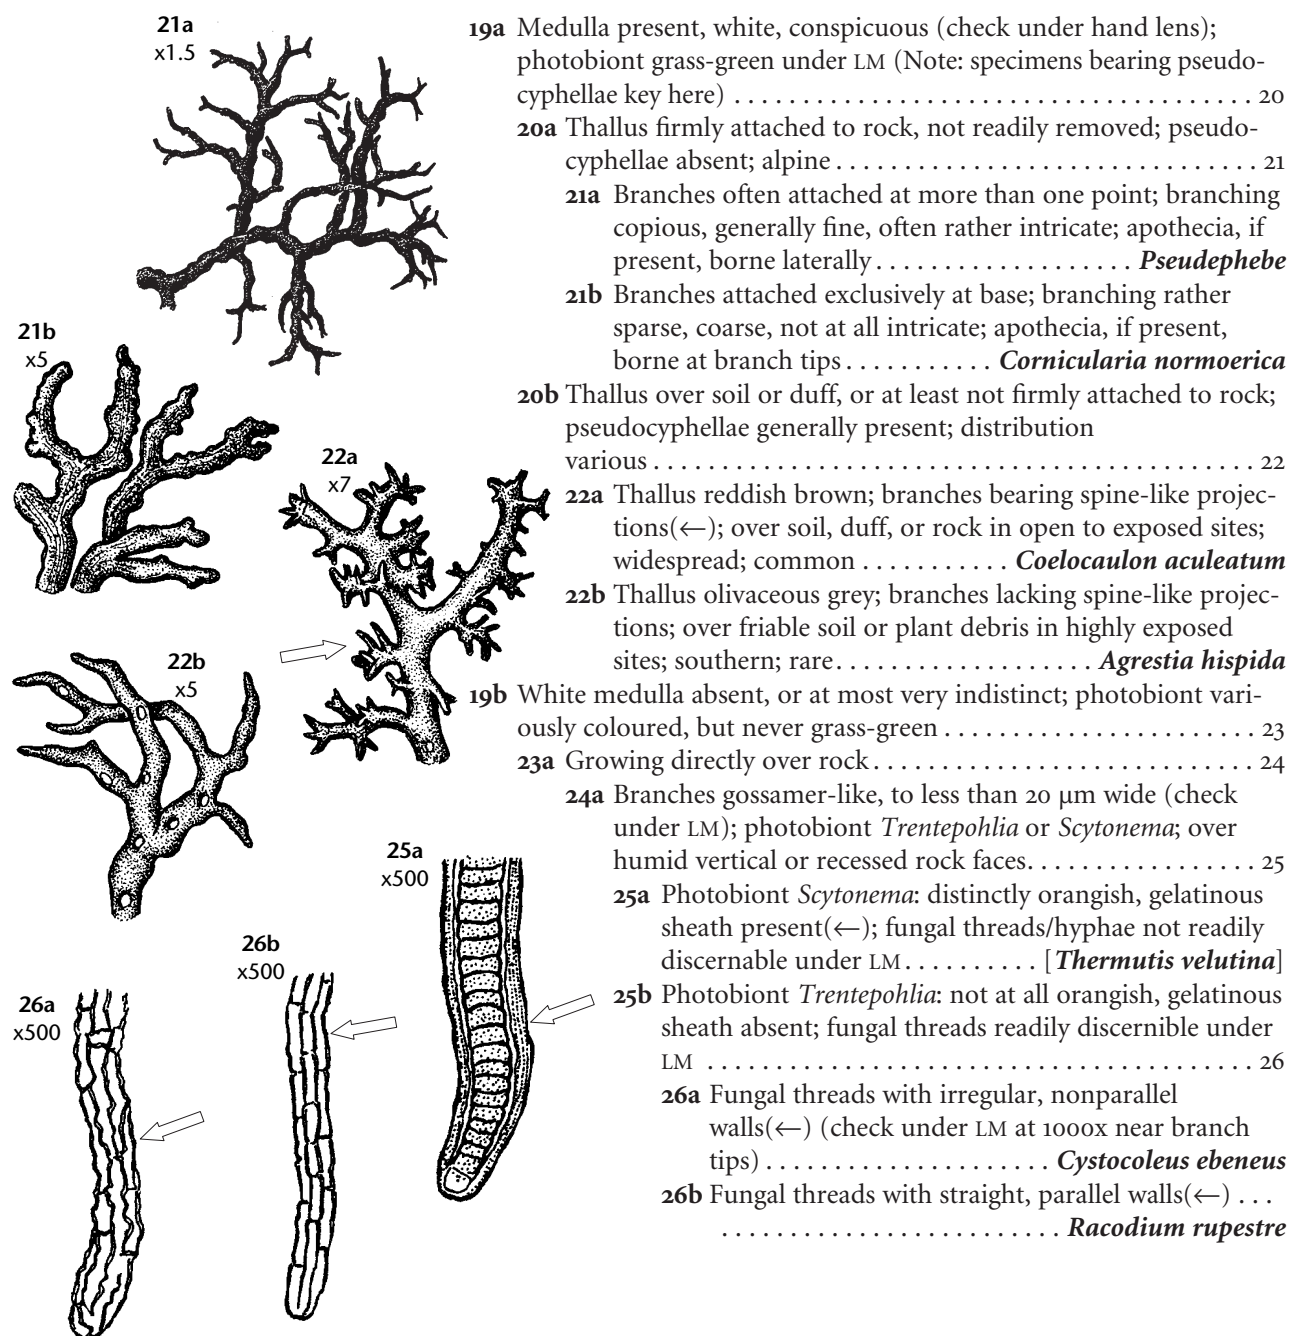 21a
x1.5
21b
x5
22a
x7
22b
x5
25a
x500
26b
x500
26a
x500
19a Medulla present, white, conspicuous (check under hand lens);
photobiont grass-green under LM (Note: specimens bearing pseudo-
cyphellae key here) . . . . . . . . . . . . . . . . . . . . . . . . . . . . . . . . . . . . . . . 20
20a Thallus firmly attached to rock, not readily removed; pseudo-
cyphellae absent; alpine . . . . . . . . . . . . . . . . . . . . . . . . . . . . . . . . 21
21a Branches often attached at more than one point; branching
copious, generally fine, often rather intricate; apothecia, if
present, borne laterally . . . . . . . . . . . . . . . . . . . Pseudephebe
21b Branches attached exclusively at base; branching rather
sparse, coarse, not at all intricate; apothecia, if present,
borne at branch tips . . . . . . . . . . . Cornicularia normoerica
20b Thallus over soil or duff, or at least not firmly attached to rock;
pseudocyphellae generally present; distribution
various . . . . . . . . . . . . . . . . . . . . . . . . . . . . . . . . . . . . . . . . . . . . . . 22
22a Thallus reddish brown; branches bearing spine-like projec-
tions(←); over soil, duff, or rock in open to exposed sites;
widespread; common . . . . . . . . . . . Coelocaulon aculeatum
22b Thallus olivaceous grey; branches lacking spine-like projec-
tions; over friable soil or plant debris in highly exposed
sites; southern; rare . . . . . . . . . . . . . . . . . . . Agrestia hispida
19b White medulla absent, or at most very indistinct; photobiont vari-
ously coloured, but never grass-green . . . . . . . . . . . . . . . . . . . . . . . 23
23a Growing directly over rock . . . . . . . . . . . . . . . . . . . . . . . . . . . . 24
24a Branches gossamer-like, to less than 20 µm wide (check
under LM); photobiont Trentepohlia or Scytonema; over
humid vertical or recessed rock faces. . . . . . . . . . . . . . . . . . 25
25a Photobiont Scytonema: distinctly orangish, gelatinous
sheath present(←); fungal threads/hyphae not readily
discernable under LM . . . . . . . . . . [Thermutis velutina]
25b Photobiont Trentepohlia: not at all orangish, gelatinous
sheath absent; fungal threads readily discernible under
LM . . . . . . . . . . . . . . . . . . . . . . . . . . . . . . . . . . . . . . . . 26
26a Fungal threads with irregular, nonparallel
walls(←) (check under LM at 1000x near branch
tips) . . . . . . . . . . . . . . . . . . . . . Cystocoleus ebeneus
26b Fungal threads with straight, parallel walls(←) . . .
. . . . . . . . . . . . . . . . . . . . . . . . . Racodium rupestre